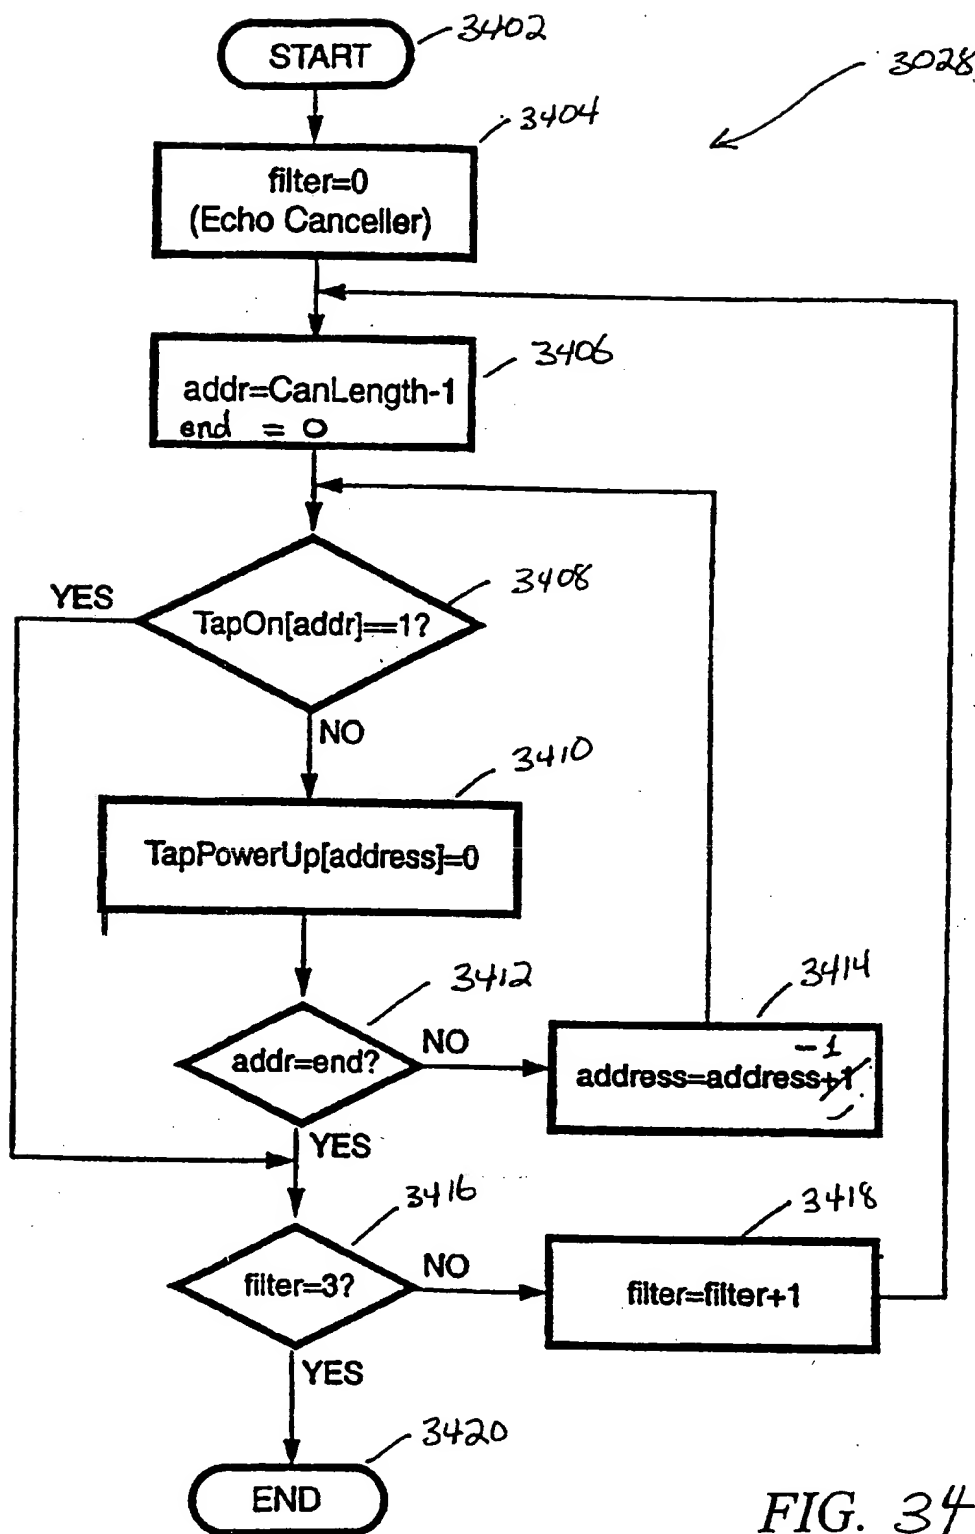 START
3402
3028
3404
filter=0
(Echo Canceller)
3406
addr=CanLength-1
end = 0
3408
YES
TapOn[addr]==1?
NO
3410
TapPowerUp[address]=0
3412
3414
addr=end?
NO
-1
address=address+1
YES
3416
3418
filter=3?
NO
filter=filter+1
YES
3420
END
FIG. 34